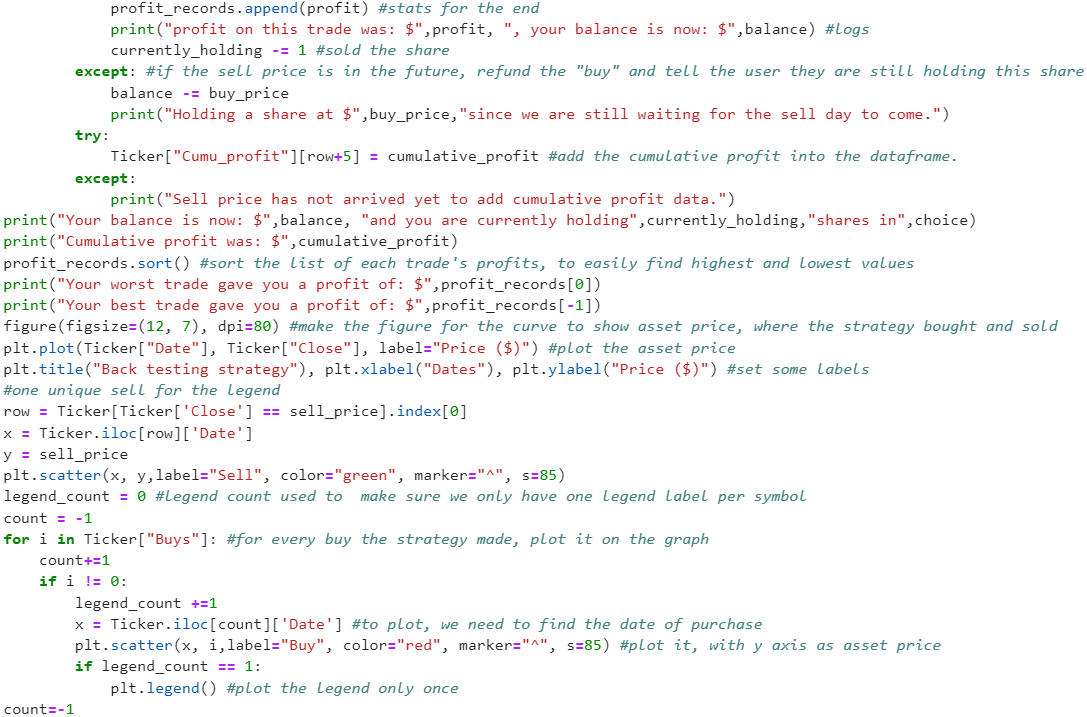 profit_records.append(profit) #stats for the end
            print("profit on this trade was: $",profit, ", your balance is now: $",balance) #logs
            currently_holding -= 1 #sold the share
        except: #if the sell price is in the future, refund the "buy" and tell the user they are still holding this share
            balance -= buy_price
            print("Holding a share at $",buy_price,"since we are still waiting for the sell day to come.")
        try:
            Ticker["Cumu_profit"][row+5] = cumulative_profit #add the cumulative profit into the dataframe.
        except:
            print("Sell price has not arrived yet to add cumulative profit data.")
print("Your balance is now: $",balance, "and you are currently holding",currently_holding,"shares in",choice)
print("Cumulative profit was: $",cumulative_profit)
profit_records.sort() #sort the list of each trade's profits, to easily find highest and lowest values
print("Your worst trade gave you a profit of: $",profit_records[0])
print("Your best trade gave you a profit of: $",profit_records[-1])
figure(figsize=(12, 7), dpi=80) #make the figure for the curve to show asset price, where the strategy bought and sold
plt.plot(Ticker["Date"], Ticker["Close"], label="Price ($)") #plot the asset price
plt.title("Back testing strategy"), plt.xlabel("Dates"), plt.ylabel("Price ($)") #set some labels
#one unique sell for the legend
row = Ticker[Ticker['Close'] == sell_price].index[0]
x = Ticker.iloc[row]['Date']
y = sell_price
plt.scatter(x, y,label="Sell", color="green", marker="^", s=85)
legend_count = 0 #legend count used to  make sure we only have one legend label per symbol
count = -1
for i in Ticker["Buys"]: #for every buy the strategy made, plot it on the graph
    count+=1
    if i != 0:
        legend_count +=1
        x = Ticker.iloc[count]['Date'] #to plot, we need to find the date of purchase
        plt.scatter(x, i,label="Buy", color="red", marker="^", s=85) #plot it, with y axis as asset price
        if legend_count == 1:
            plt.legend() #plot the legend only once
count=-1